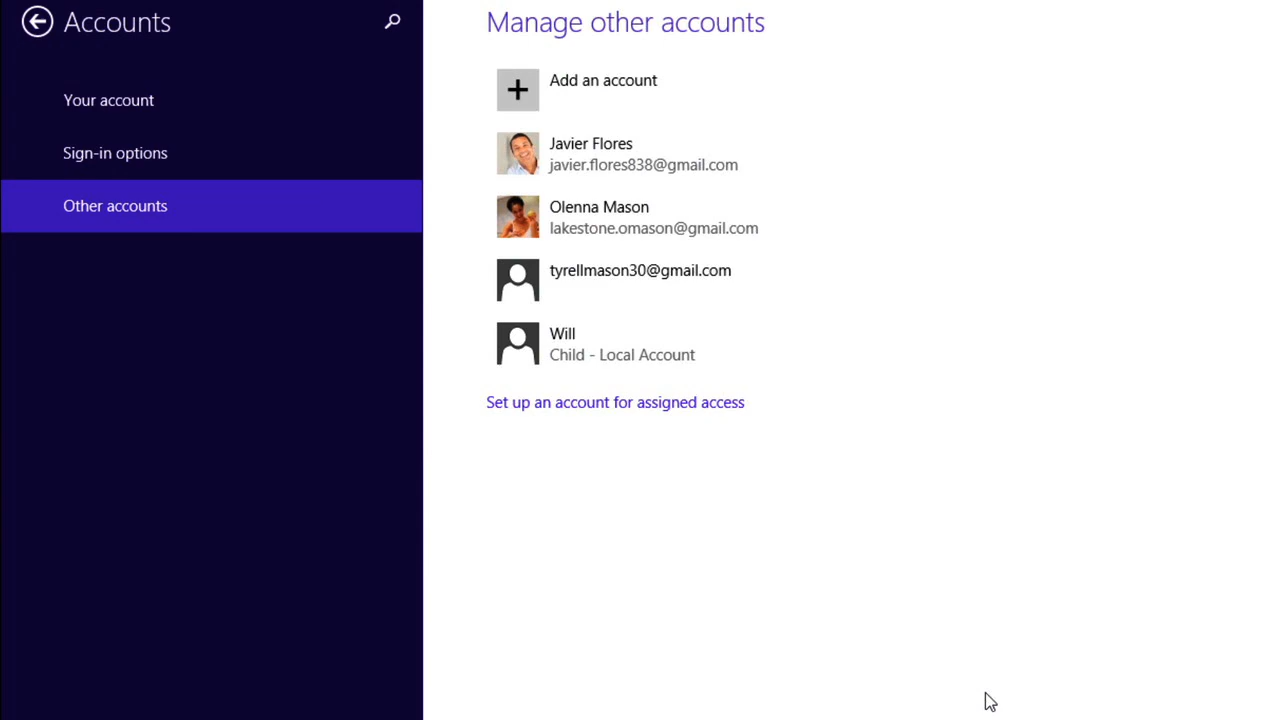 Accounts
Your account
Sign-in options
Other accounts
Manage other accounts
Add an account
Javier Flores
javier.flores838@gmail.com
Olenna Mason
lakestone.omason@gmail.com
tyrellmason30@gmail.com
Will
Child - Local Account
Set up an account for assigned access